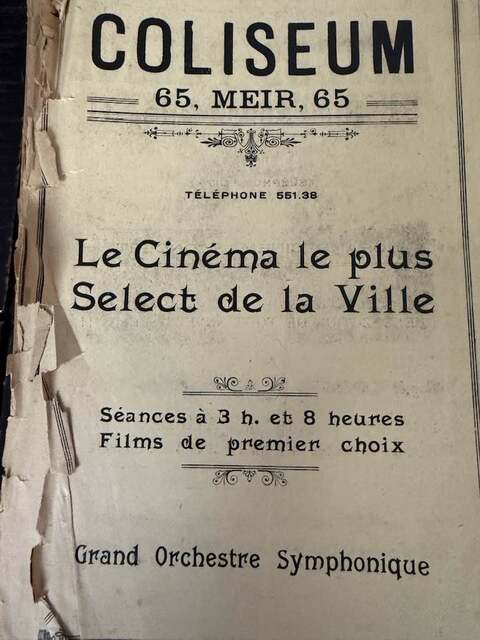 COLISEUM
65, MEIR, 65
TÉLÉPHONE 551.38
Le Cinéma le plus
Select de la Ville
Séances à 3 h. et 8 heures
Films de premier choix
Grand Orchestre Symphonique